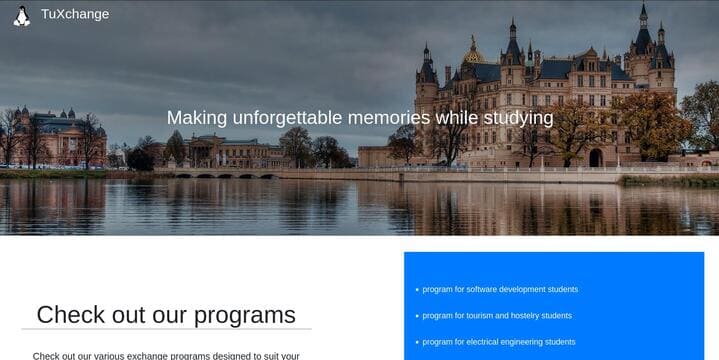 TuXchange
Making unforgettable memories while studying
Check out our programs
Check out our various exchange programs designed to suit your
program for software development students
program for tourism and hostelry students
program for electrical engineering students